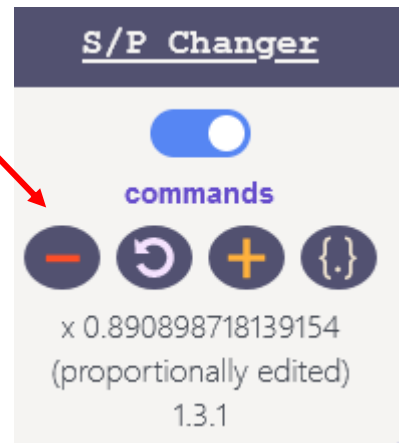 S/P Changer
commands
{.}
x 0.890898718139154
(proportionally edited)
1.3.1